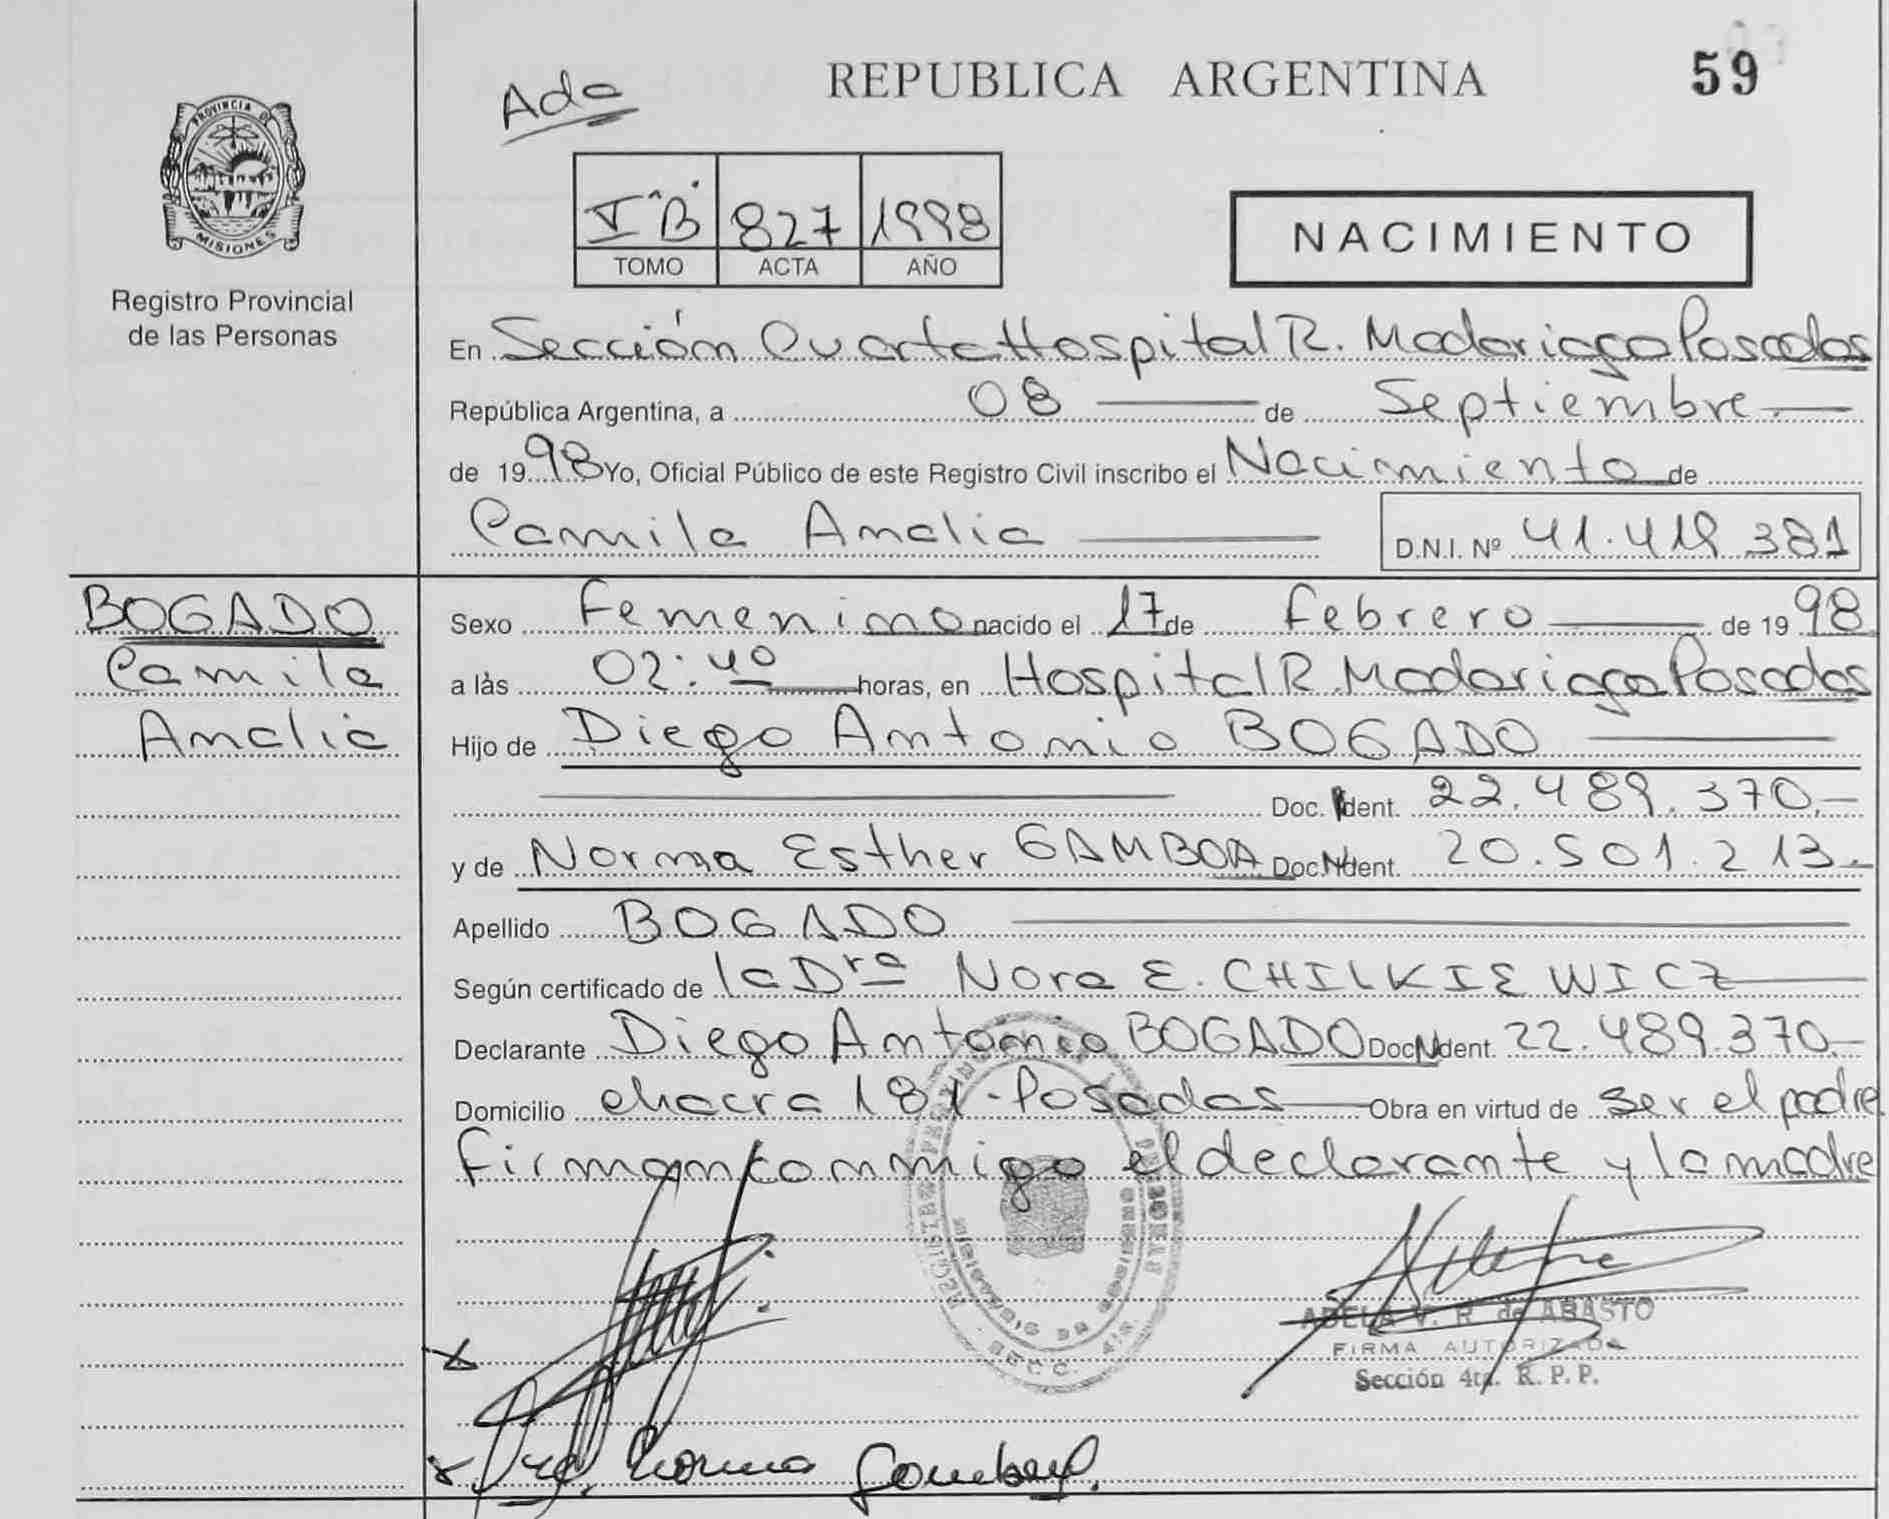 REPUBLICA ARGENTINA
59
Ada
PROVINCIA DE
MISIONES
Registro Provincial
de las Personas
827 1998
TOMO ACTA AÑO
NACIMIENTO
En Sección Cuarta Hospital R. Madariaga Posadas
República Argentina, a 08 de Septiembre.
de 1998 Yo, Oficial Público de este Registro Civil inscribo el Nacimiento de
Camila Amalia
D.N.I. Nº 41.419.381
BOGADO
Camila
Amalia
Sexo Femenino nacido el 17 de Febrero de 1998
a làs 02:40 horas, en Hospital R. Madariaga Posadas
Hijo de Diego Antonio BOGADO
Doc. Ident. 22.489.370.-
y de Norma Esther GAMBOA Doc. Ident. 20.501.213.-
Apellido BOGADO
Según certificado de la Dra Nora E. CHILKIEWICZ
Declarante Diego Antonio BOGADO Doc. Ident. 22.489.370.-
Domicilio chacra 181 - Posadas Obra en virtud de ser el padre
Firman conmigo el declarante y la madre
ADELA V. R. de ABASTO
FIRMA AUTORIZADA
Sección 4ta. R. P. P.
Norma